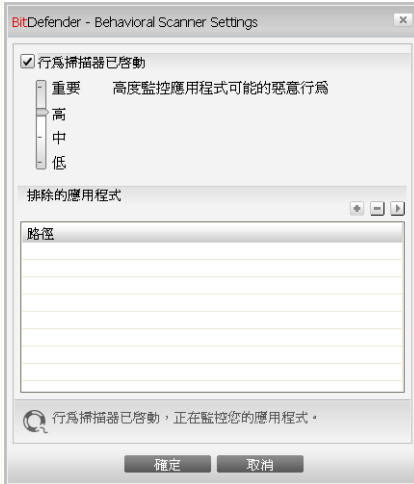 BitDefender - Behavioral Scanner Settings
行爲掃描器已啓動
重要 高度監控應用程式可能的惡意行爲
高
中
低
排除的應用程式
路徑
行爲掃描器已啓動，正在監控您的應用程式。
確定 取消